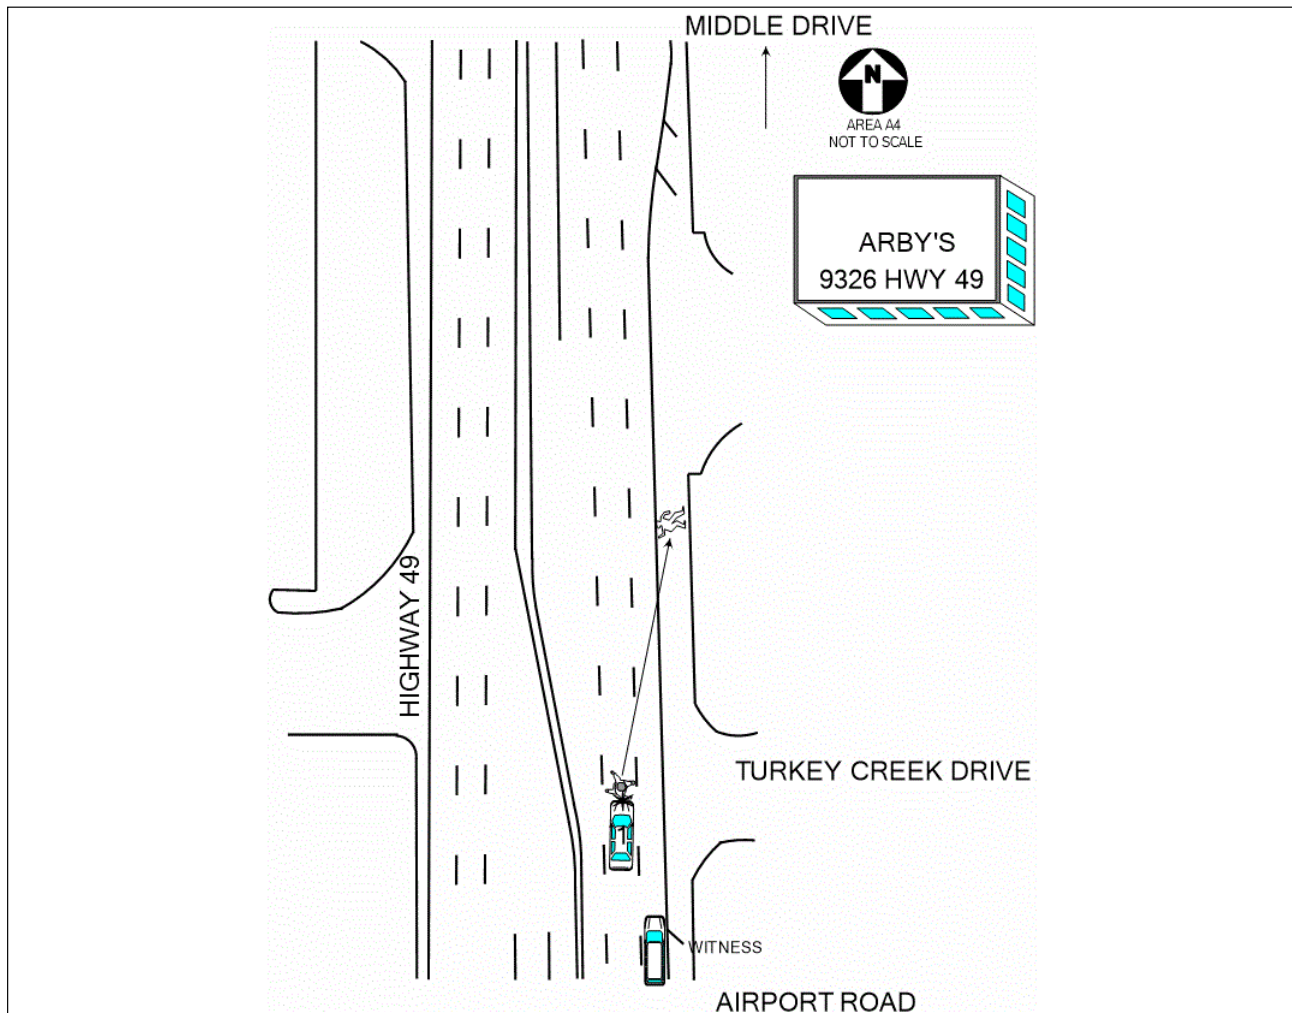 MIDDLE DRIVE
N
AREA A4
NOT TO SCALE
ARBY'S
9326 HWY 49
HIGHWAY 49
TURKEY CREEK DRIVE
1
WITNESS
AIRPORT ROAD